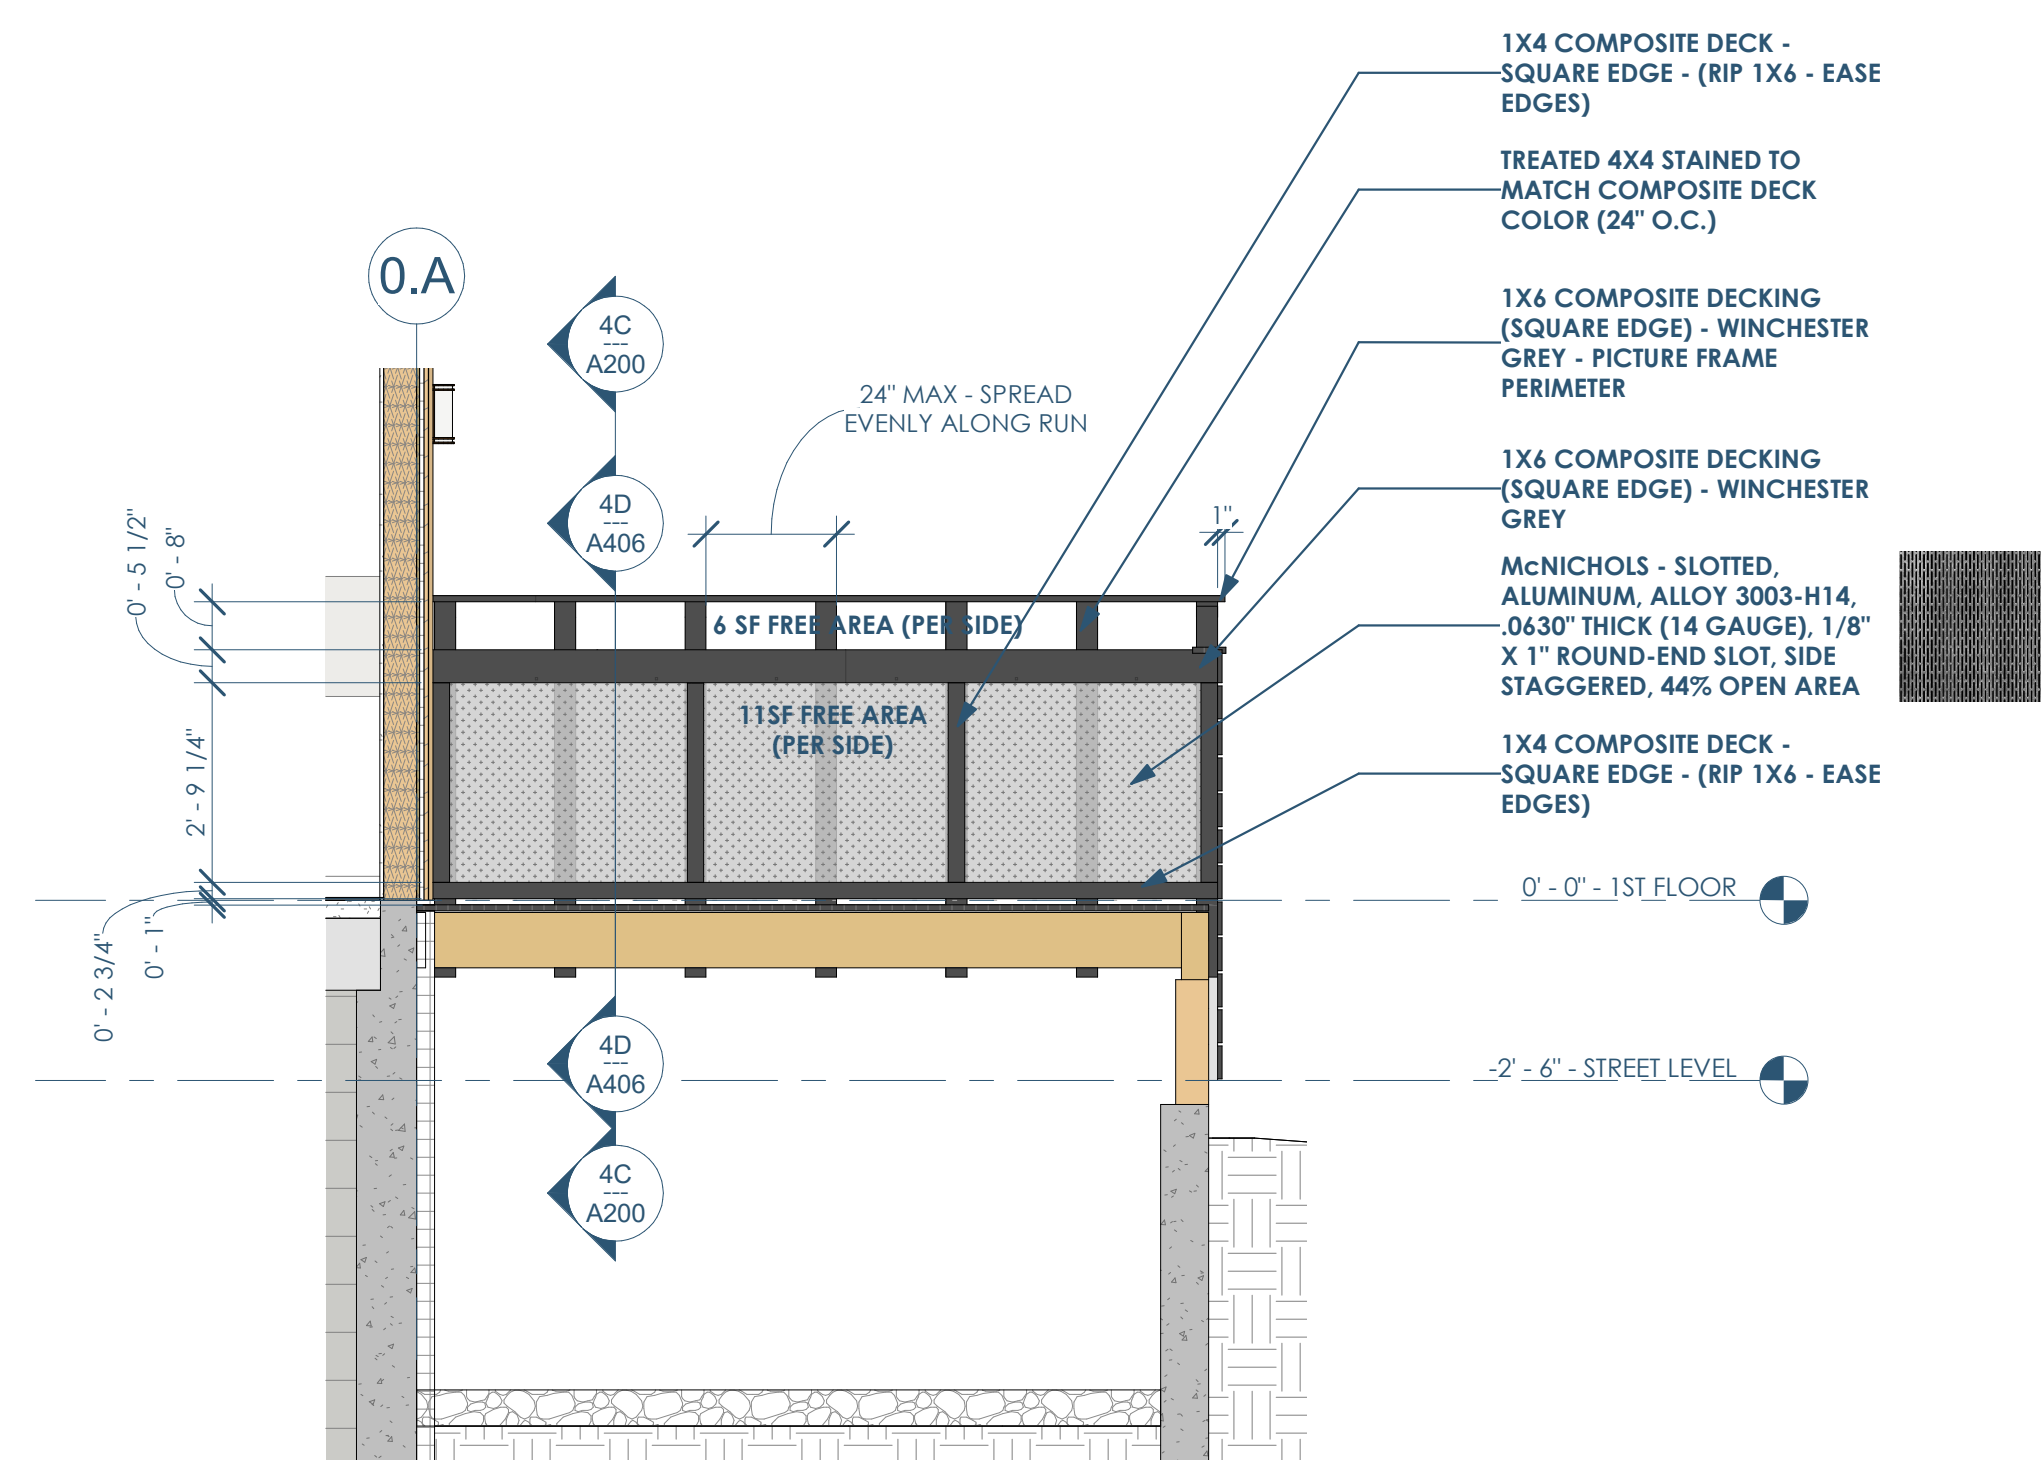 1X4 COMPOSITE DECK -
SQUARE EDGE - (RIP 1X6 - EASE
EDGES)
TREATED 4X4 STAINED TO
MATCH COMPOSITE DECK
COLOR (24" O.C.)
0.A
4C
---
A200
1X6 COMPOSITE DECKING
(SQUARE EDGE) - WINCHESTER
GREY - PICTURE FRAME
PERIMETER
24" MAX - SPREAD
EVENLY ALONG RUN
4D
---
A406
1X6 COMPOSITE DECKING
(SQUARE EDGE) - WINCHESTER
GREY
1"
0' - 5 1/2"
0' - 8"
McNICHOLS - SLOTTED,
ALUMINUM, ALLOY 3003-H14,
.0630" THICK (14 GAUGE), 1/8"
X 1" ROUND-END SLOT, SIDE
STAGGERED, 44% OPEN AREA
6 SF FREE AREA (PER SIDE)
11SF FREE AREA
(PER SIDE)
2' - 9 1/4"
1X4 COMPOSITE DECK -
SQUARE EDGE - (RIP 1X6 - EASE
EDGES)
0' - 0" - 1ST FLOOR
0' - 2 3/4"
0' - 1"
4D
---
A406
-2' - 6" - STREET LEVEL
4C
---
A200